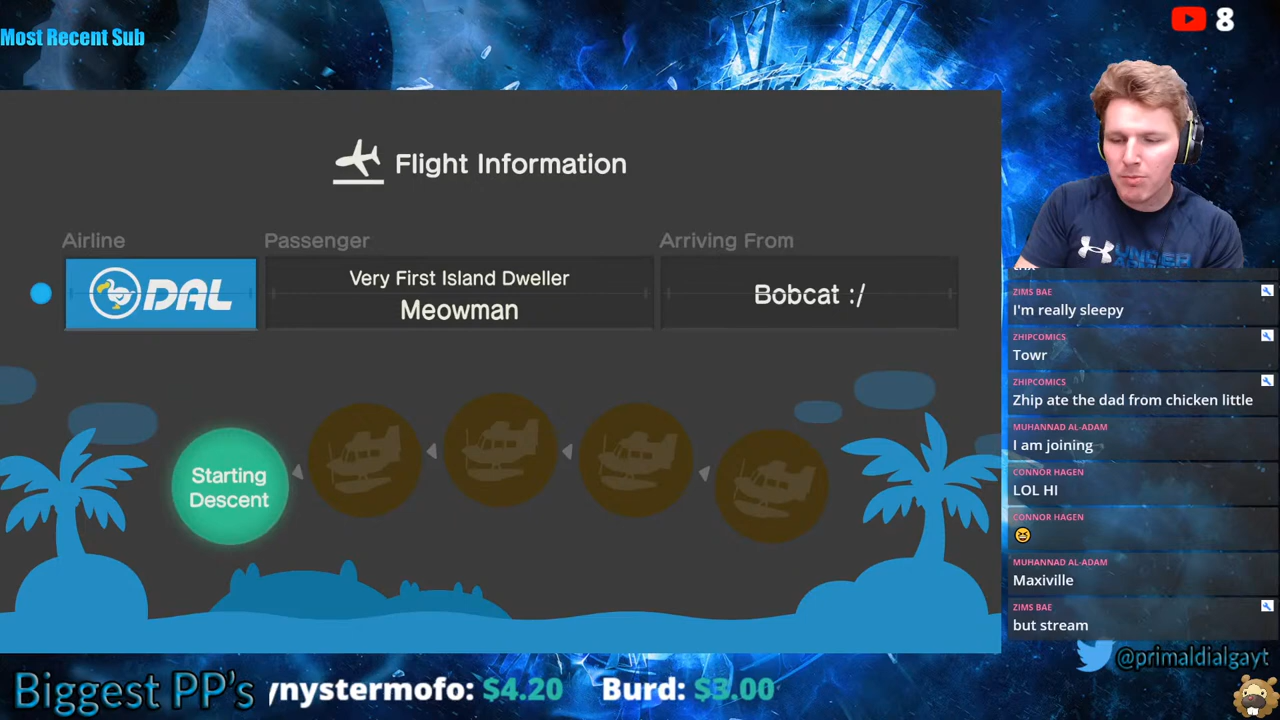 Most Recent Sub
8
Flight Information
Airline
Passenger
Arriving From
DAL
Very First Island Dweller
Meowman
Bobcat :/
Starting
Descent
ZIMS BAE
I'm really sleepy
ZHIPCOMICS
Towr
ZHIPCOMICS
Zhip ate the dad from chicken little
MUHANNAD AL-ADAM
I am joining
CONNOR HAGEN
LOL HI
CONNOR HAGEN
😆
MUHANNAD AL-ADAM
Maxiville
ZIMS BAE
but stream
@primaldialgayt
Biggest PP's
ynystermofo: $4.20 Burd: $3.00